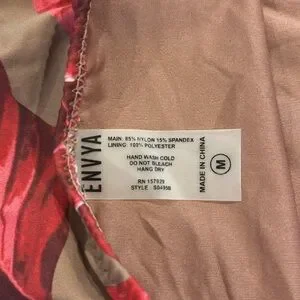 ENVYA
MAIN: 85% NYLON 15% SPANDEX
LINING: 100% POLYESTER
HAND WASH COLD
DO NOT BLEACH
HANG DRY
RN 157929
STYLE: S8495B
M
MADE IN CHINA